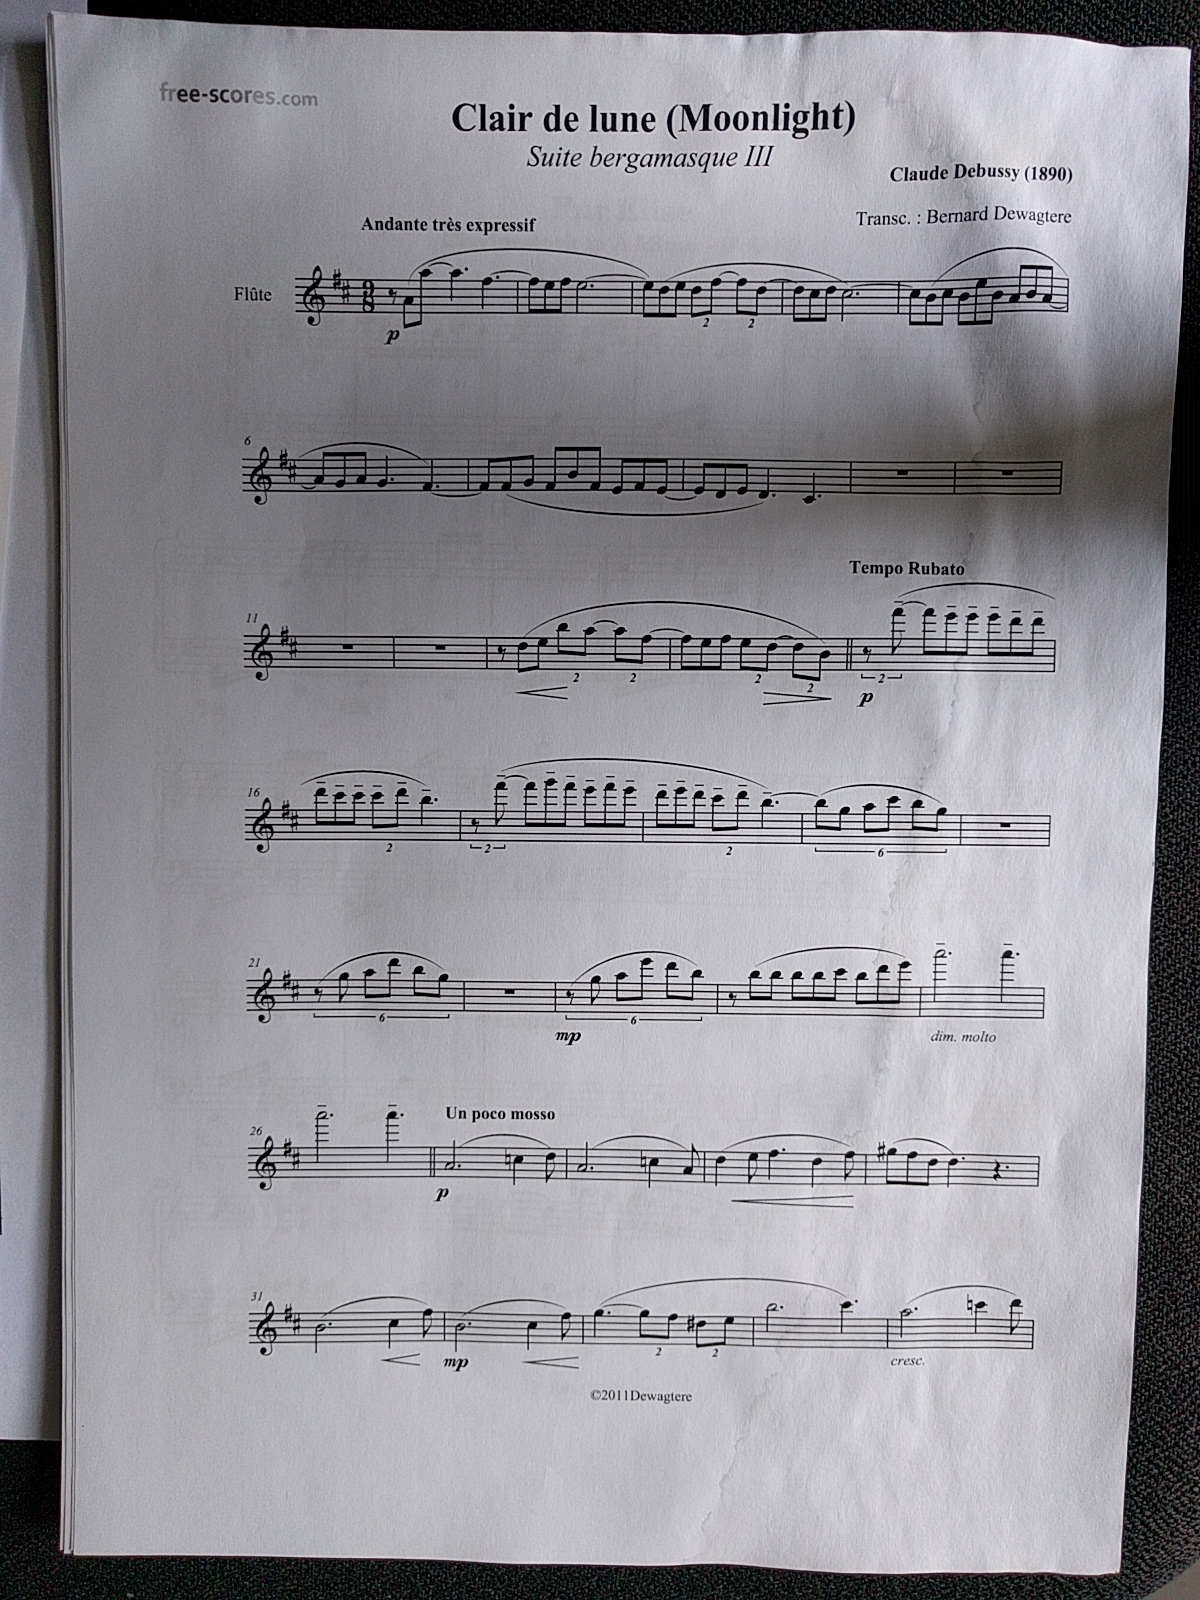 free-scores.com
Clair de lune (Moonlight)
Suite bergamasque III
Claude Debussy (1890)
Transc. : Bernard Dewagtere
Andante très expressif
Flûte
9
8
2 2
p
6
Tempo Rubato
11
2 2 2 2 2
p
16
2 2 2 6
21
6 6
mp
dim. molto
Un poco mosso
26
p
31
2 2
mp
cresc.
©2011Dewagtere